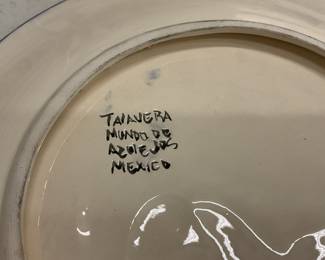 TALAVERA
MUNDO DE
AZULEJOS
MEXICO